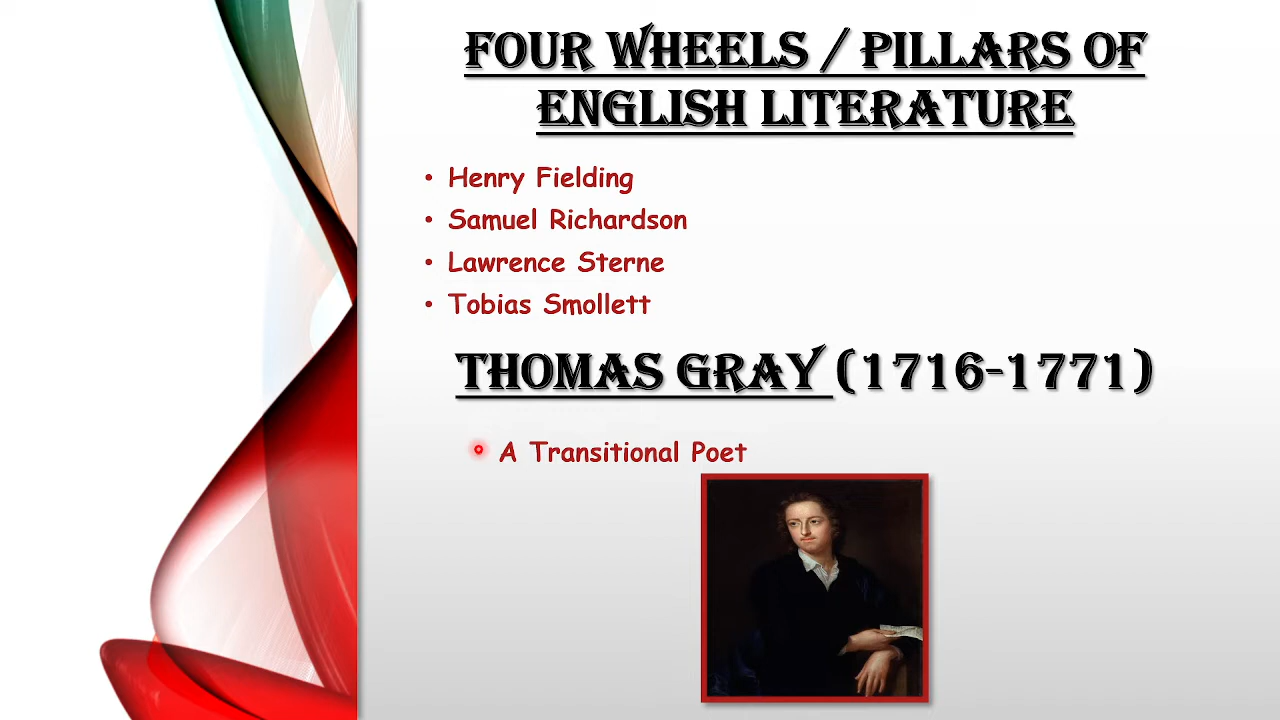 FOUR WHEELS / PILLARS OF
ENGLISH LITERATURE
• Henry Fielding
• Samuel Richardson
• Lawrence Sterne
• Tobias Smollett
THOMAS GRAY (1716-1771)
• A Transitional Poet